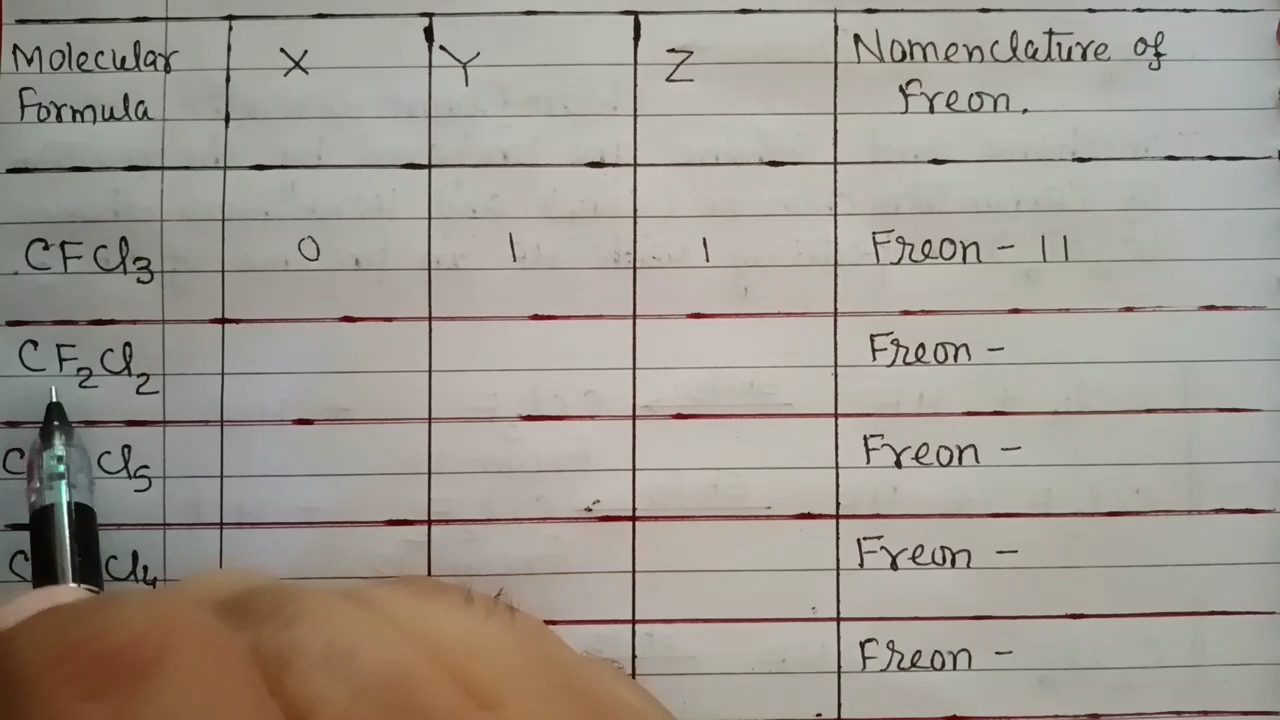 Molecular Formula X Y Z Nomenclature of Freon.
CFCl3 0 1 1 Freon - 11
CF2Cl2 Freon -
C Cl5 Freon -
C Cl4 Freon -
Freon -